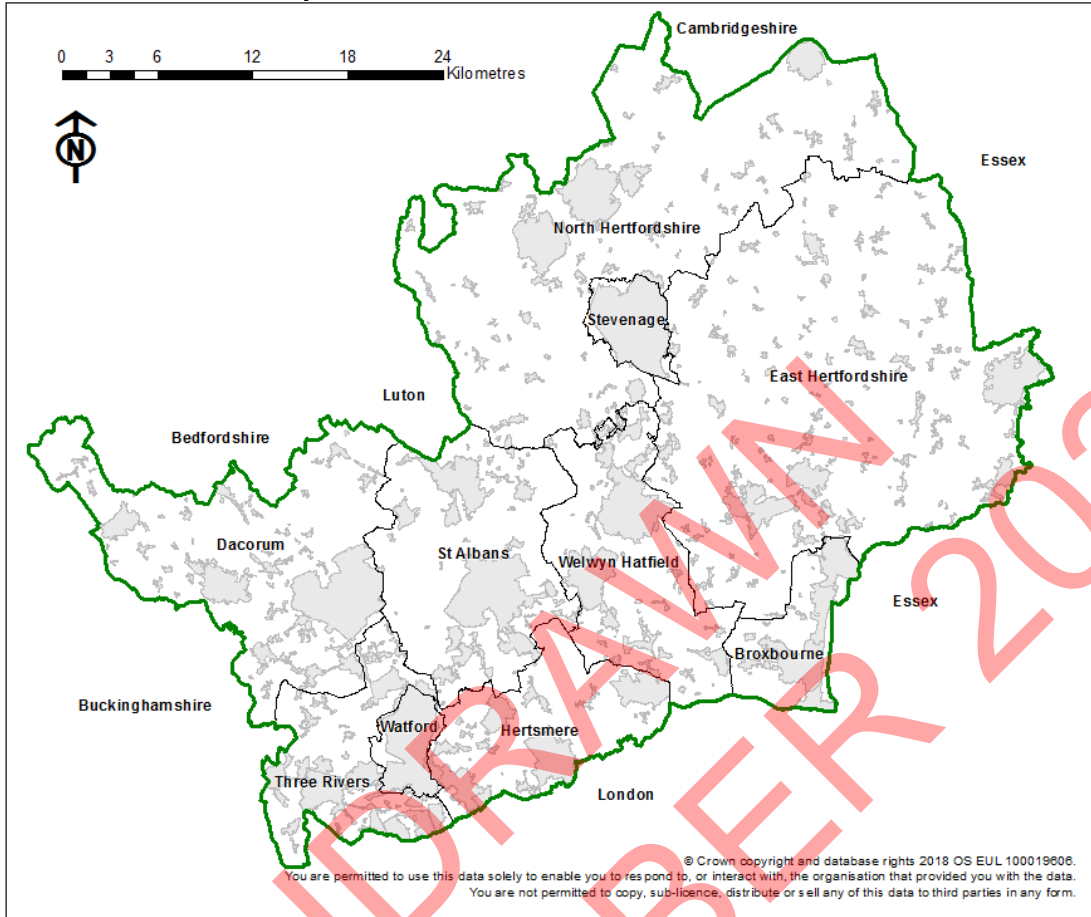 Cambridgeshire
0 3 6 12 18 24
Kilometres
N
Essex
North Hertfordshire
Stevenage
East Hertfordshire
Luton
Bedfordshire
Dacorum
St Albans
Welwyn Hatfield
Essex
Broxbourne
Buckinghamshire
Watford
Hertsmere
Three Rivers
London
© Crown copyright and database rights 2018 OS EUL 100019606.
You are permitted to use this data solely to enable you to respond to, or interact with, the organisation that provided you with the data.
You are not permitted to copy, sub-licence, distribute or sell any of this data to third parties in any form.
NDRAWN
BER 202